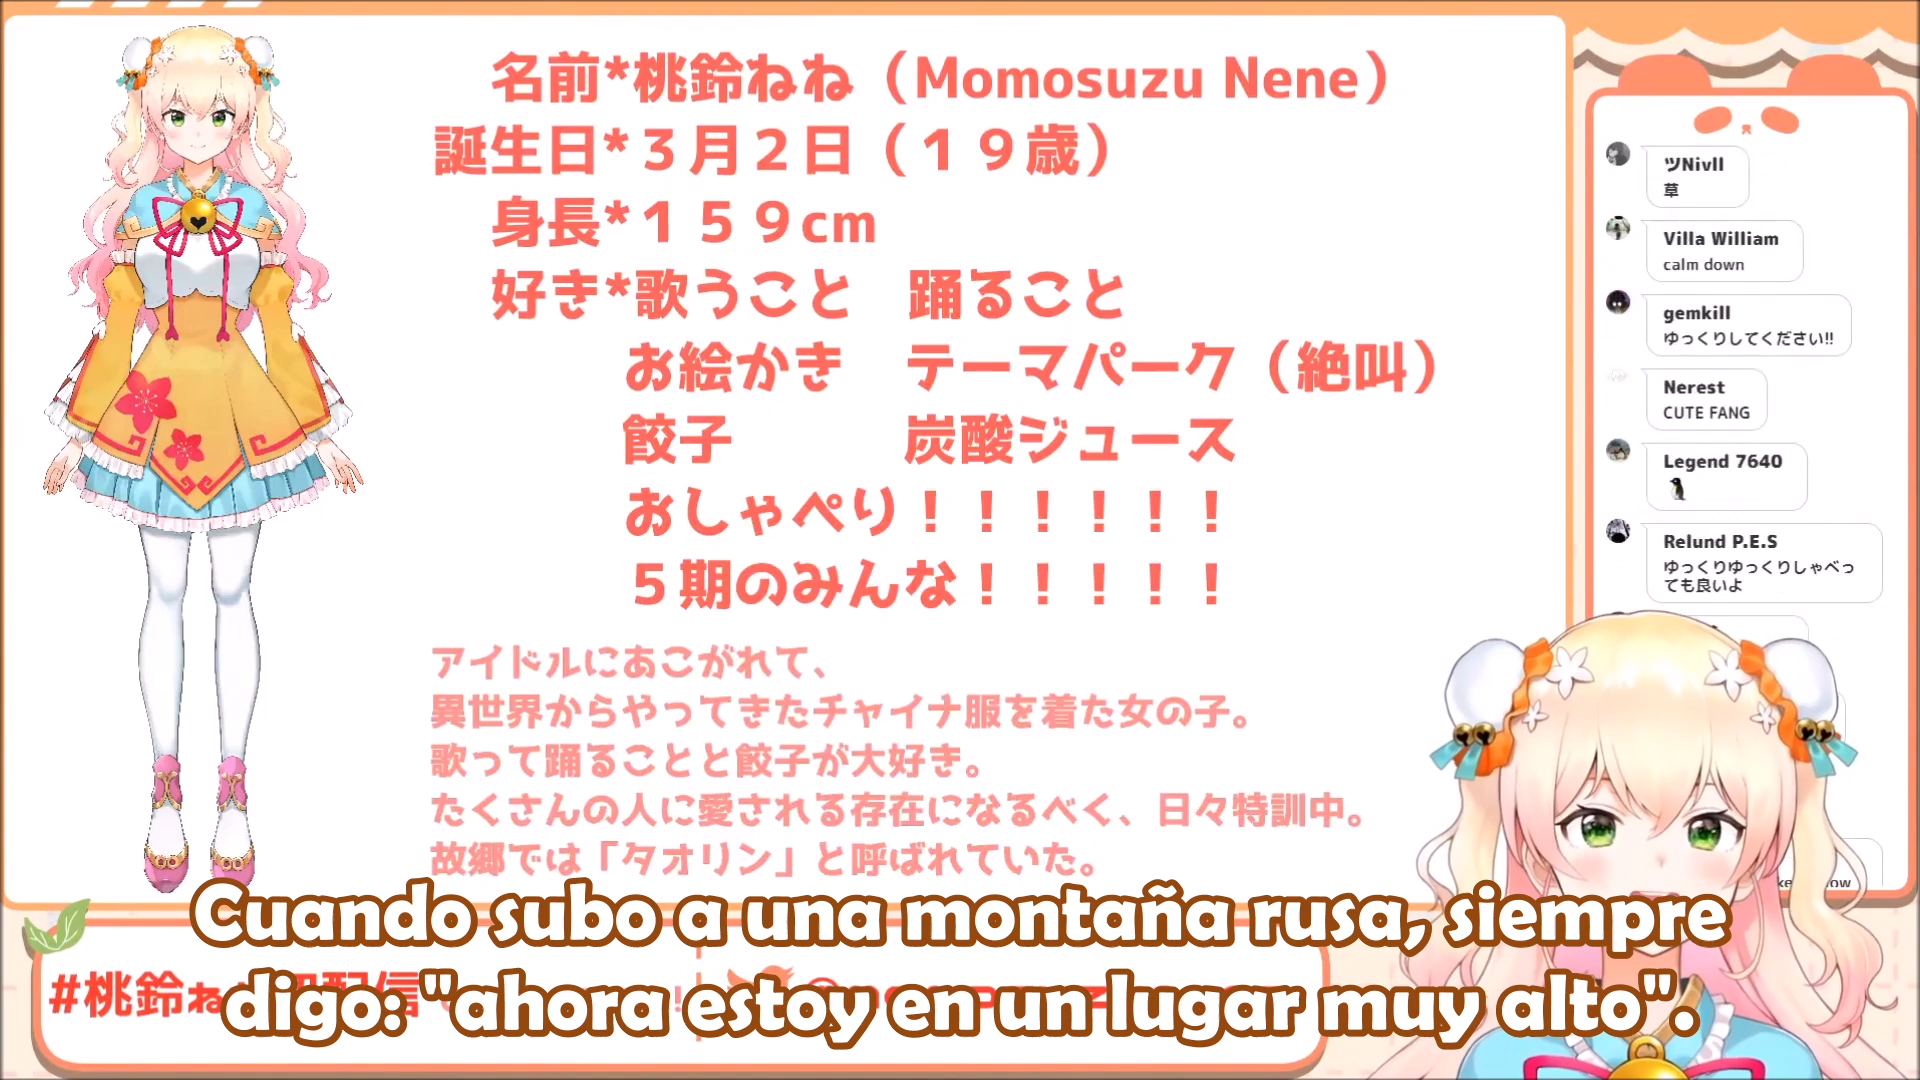 名前*桃鈴ねね（Momosuzu Nene）
誕生日*３月２日（１９歳）
身長*１５９cm
好き*歌うこと　踊ること
お絵かき　テーマパーク（絶叫）
餃子　炭酸ジュース
おしゃべり！！！！！！
５期のみんな！！！！！
アイドルにあこがれて、
異世界からやってきたチャイナ服を着た女の子。
歌って踊ることと餃子が大好き。
たくさんの人に愛される存在になるべく、日々特訓中。
故郷では「タオリン」と呼ばれていた。
ツNivll
草
Villa William
calm down
gemkill
ゆっくりしてください!!
Nerest
CUTE FANG
Legend 7640
🐧
Relund P.E.S
ゆっくりゆっくりしゃべっ
ても良いよ
#桃鈴ね 配信
Cuando subo a una montaña rusa, siempre
digo: "ahora estoy en un lugar muy alto".